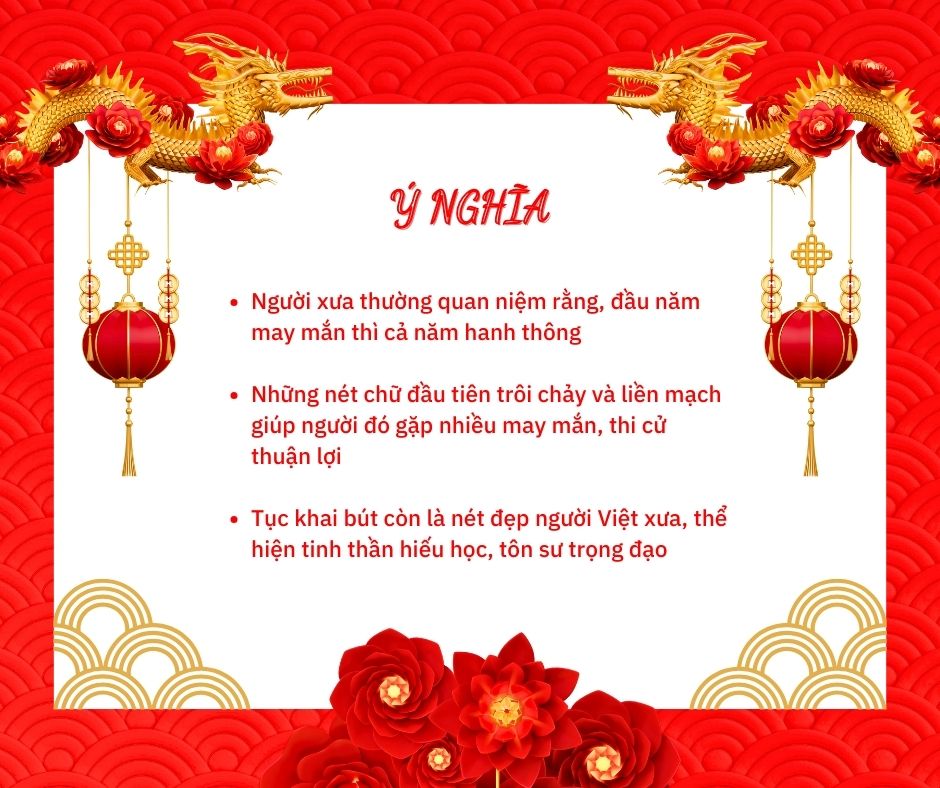 Ý NGHĨA
• Người xưa thường quan niệm rằng, đầu năm
may mắn thì cả năm hanh thông
• Những nét chữ đầu tiên trôi chảy và liền mạch
giúp người đó gặp nhiều may mắn, thi cử
thuận lợi
• Tục khai bút còn là nét đẹp người Việt xưa, thể
hiện tinh thần hiếu học, tôn sư trọng đạo